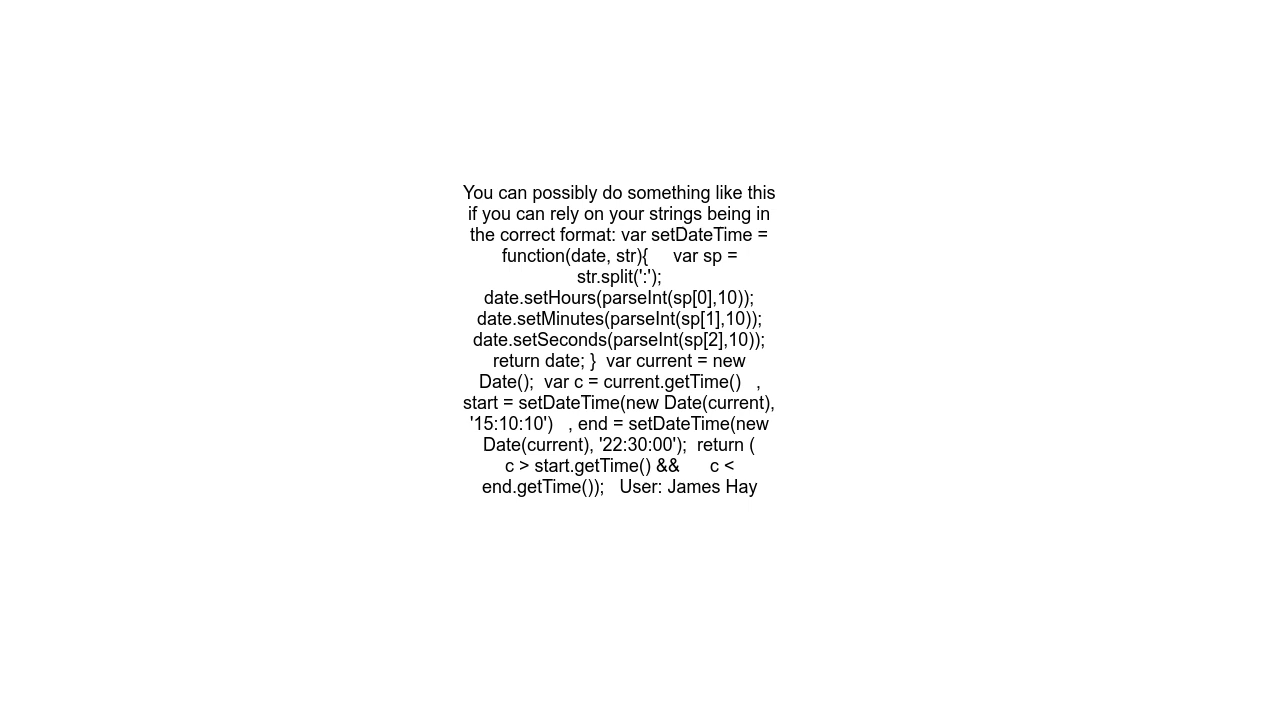 You can possibly do something like this
if you can rely on your strings being in
the correct format: var setDateTime =
function(date, str){     var sp =
str.split(':');
date.setHours(parseInt(sp[0],10));
date.setMinutes(parseInt(sp[1],10));
date.setSeconds(parseInt(sp[2],10));
return date; }  var current = new
Date();  var c = current.getTime()   ,
start = setDateTime(new Date(current),
'15:10:10')   , end = setDateTime(new
Date(current), '22:30:00');  return (
c > start.getTime() &&      c <
end.getTime());   User: James Hay